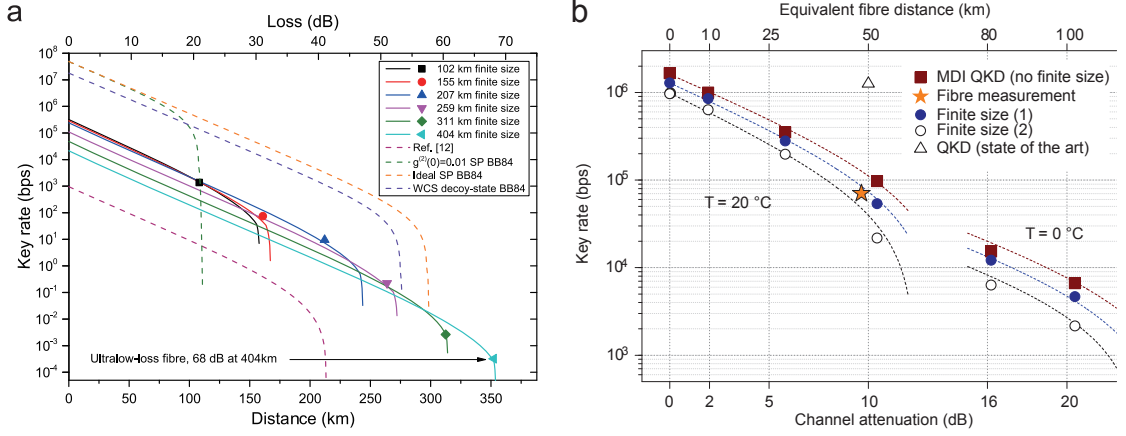 a
Loss (dB)
0 10 20 30 40 50 60 70
10^8
10^7
10^6
10^5
10^4
10^3
10^2
10^1
10^0
10^-1
10^-2
10^-3
10^-4
Key rate (bps)
102 km finite size
155 km finite size
207 km finite size
259 km finite size
311 km finite size
404 km finite size
Ref. [12]
g^(2)(0)=0.01 SP BB84
Ideal SP BB84
WCS decoy-state BB84
Ultralow-loss fibre, 68 dB at 404km
0 50 100 150 200 250 300 350
Distance (km)
b
Equivalent fibre distance (km)
0 10 25 50 80 100
10^6
10^5
10^4
10^3
Key rate (bps)
MDI QKD (no finite size)
Fibre measurement
Finite size (1)
Finite size (2)
QKD (state of the art)
T = 20 °C
T = 0 °C
0 2 5 10 16 20
Channel attenuation (dB)